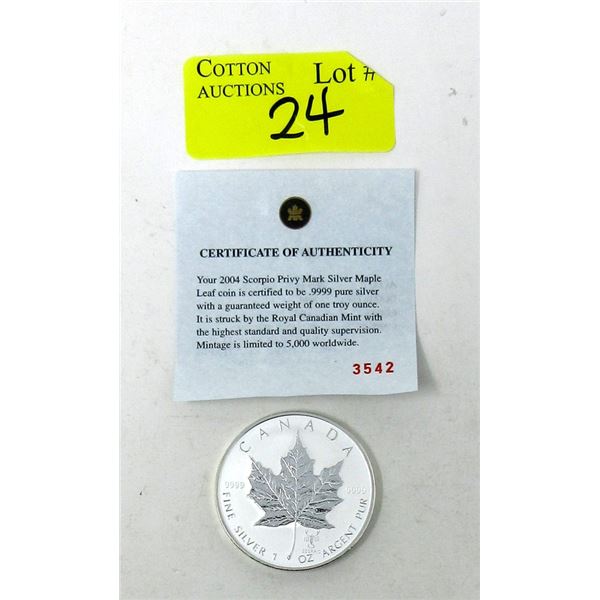 COTTON AUCTIONS Lot #
24
CERTIFICATE OF AUTHENTICITY
Your 2004 Scorpio Privy Mark Silver Maple
Leaf coin is certified to be .9999 pure silver
with a guaranteed weight of one troy ounce.
It is struck by the Royal Canadian Mint with
the highest standard and quality supervision.
Mintage is limited to 5,000 worldwide.
3542
CANADA
9999 9999
FINE SILVER 1 OZ ARGENT PUR